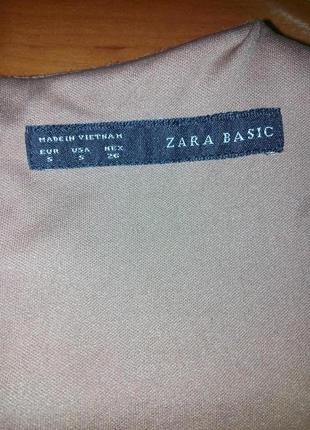 MADE IN VIETNAM
EUR USA MEX
S S 26
ZARA BASIC